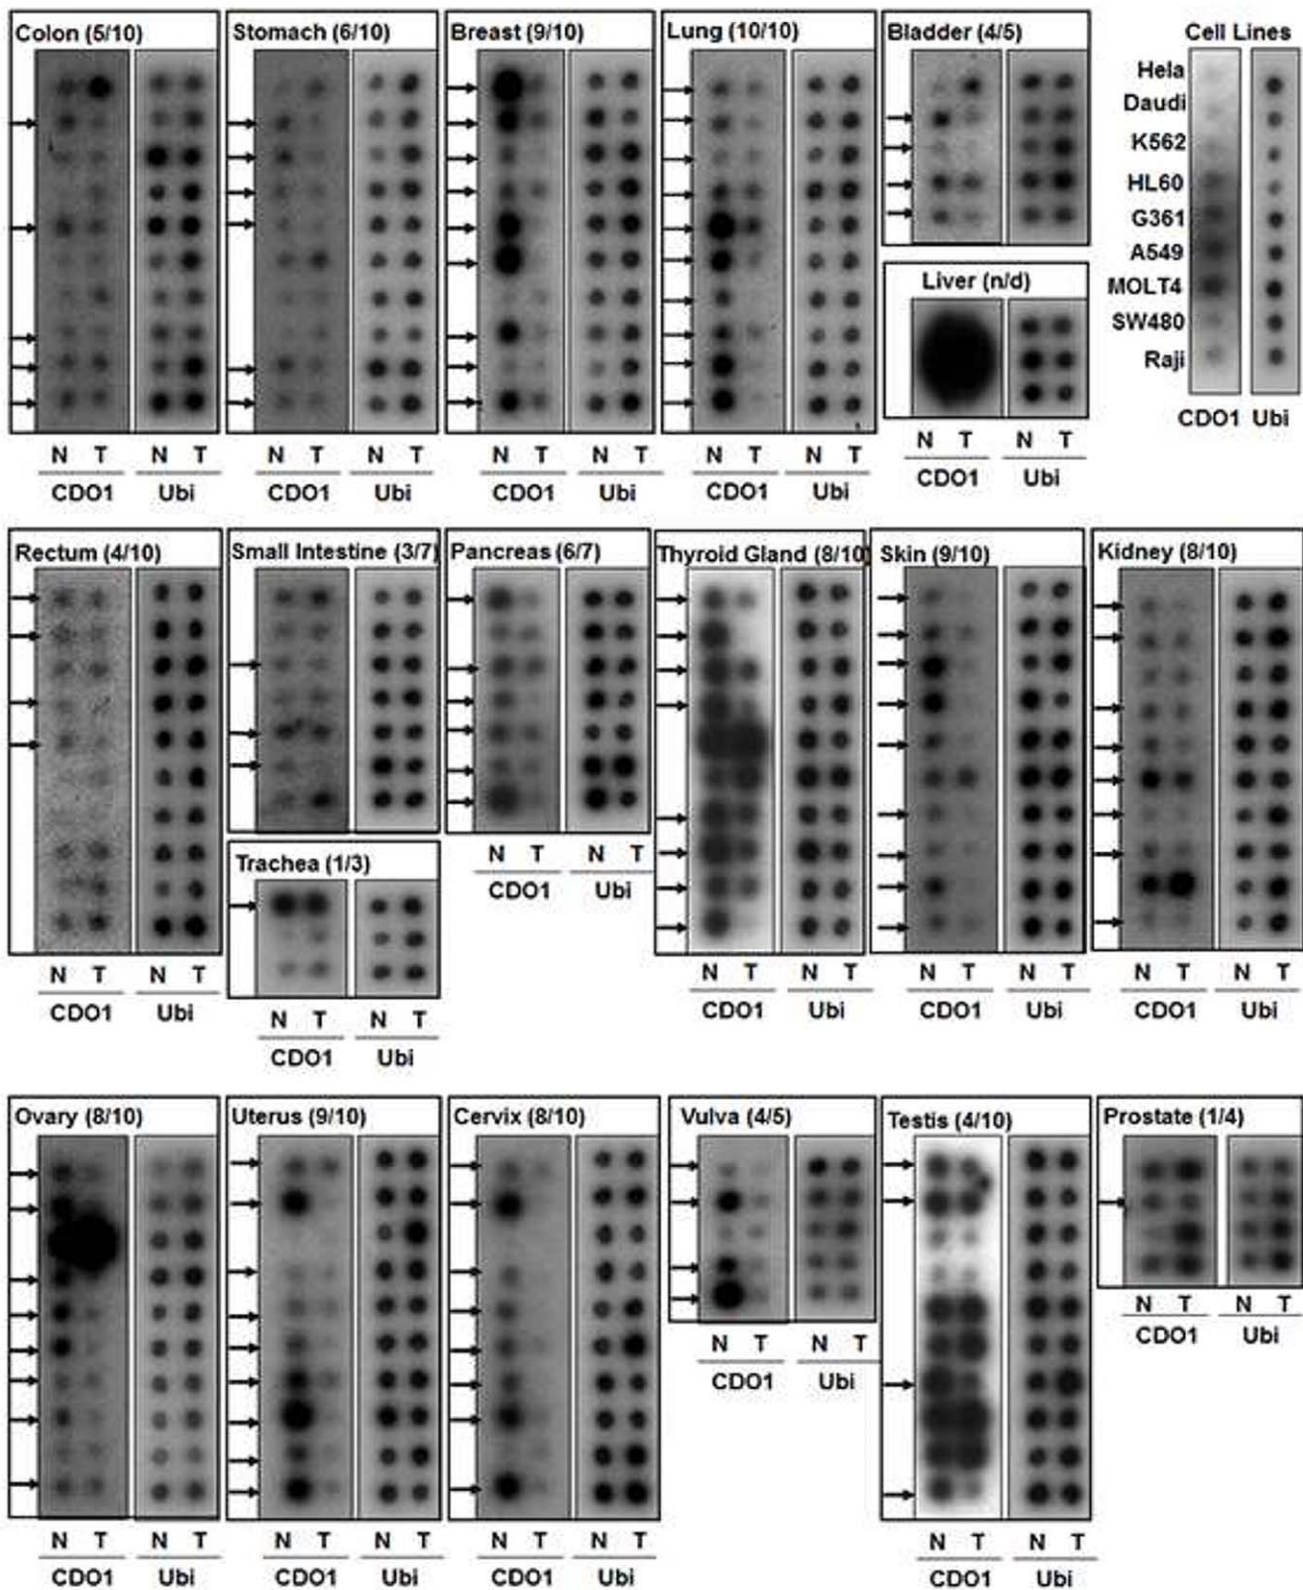 Colon (5/10) Stomach (6/10) Breast (9/10) Lung (10/10) Bladder (4/5) Cell Lines
Hela
Daudi
K562
HL60
G361
A549
MOLT4
SW480
Raji
CDO1 Ubi
Liver (n/d)
N T N T N T N T N T N T N T N T N T N T
CDO1 Ubi CDO1 Ubi CDO1 Ubi CDO1 Ubi CDO1 Ubi
Rectum (4/10) Small Intestine (3/7) Pancreas (6/7) Thyroid Gland (8/10) Skin (9/10) Kidney (8/10)
Trachea (1/3)
N T N T
CDO1 Ubi
N T N T N T N T N T N T N T N T
CDO1 Ubi CDO1 Ubi CDO1 Ubi CDO1 Ubi
N T N T
CDO1 Ubi
Ovary (8/10) Uterus (9/10) Cervix (8/10) Vulva (4/5) Testis (4/10) Prostate (1/4)
N T N T
CDO1 Ubi
N T N T
CDO1 Ubi
N T N T N T N T N T N T N T N T
CDO1 Ubi CDO1 Ubi CDO1 Ubi CDO1 Ubi